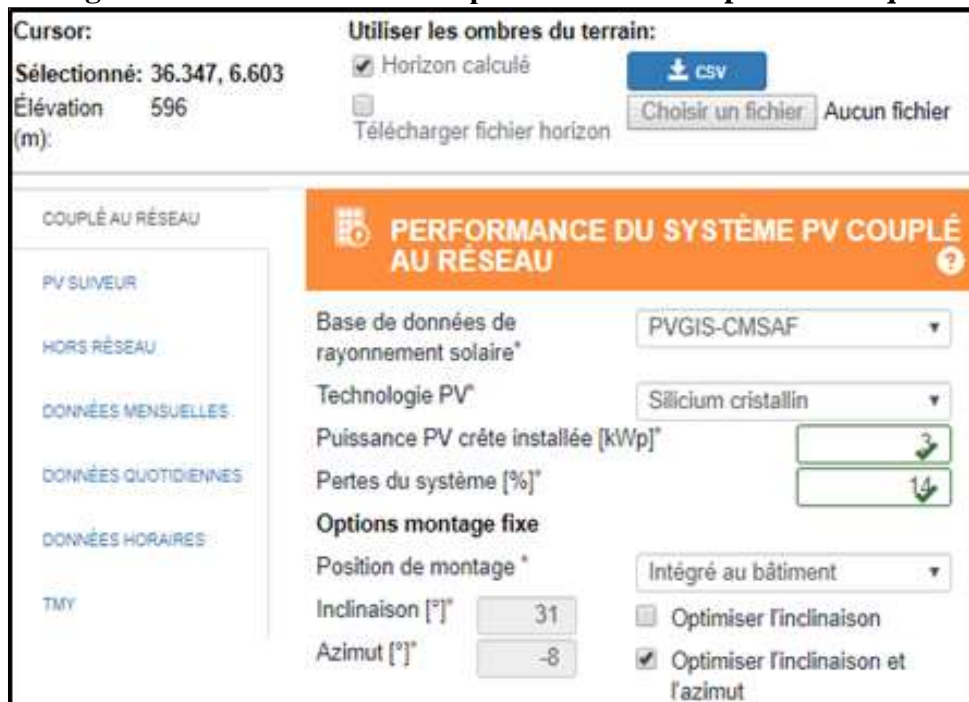 Cursor:
Utiliser les ombres du terrain:
Sélectionné: 36.347, 6.603
Horizon calculé
CSV
Élévation (m): 596
Télécharger fichier horizon
Choisir un fichier Aucun fichier
COUPLÉ AU RÉSEAU
PV SUIVEUR
HORS RÉSEAU
DONNÉES MENSUELLES
DONNÉES QUOTIDIENNES
DONNÉES HORAIRES
TMY
PERFORMANCE DU SYSTÈME PV COUPLÉ
AU RÉSEAU
?
Base de données de
rayonnement solaire*
PVGIS-CMSAF
Technologie PV*
Silicium cristallin
Puissance PV crête installée [kWp]*
3
Pertes du système [%]*
14
Options montage fixe
Position de montage *
Intégré au bâtiment
Inclinaison [°]*
31
Optimiser l'inclinaison
Azimut [°]*
-8
Optimiser l'inclinaison et
l'azimut